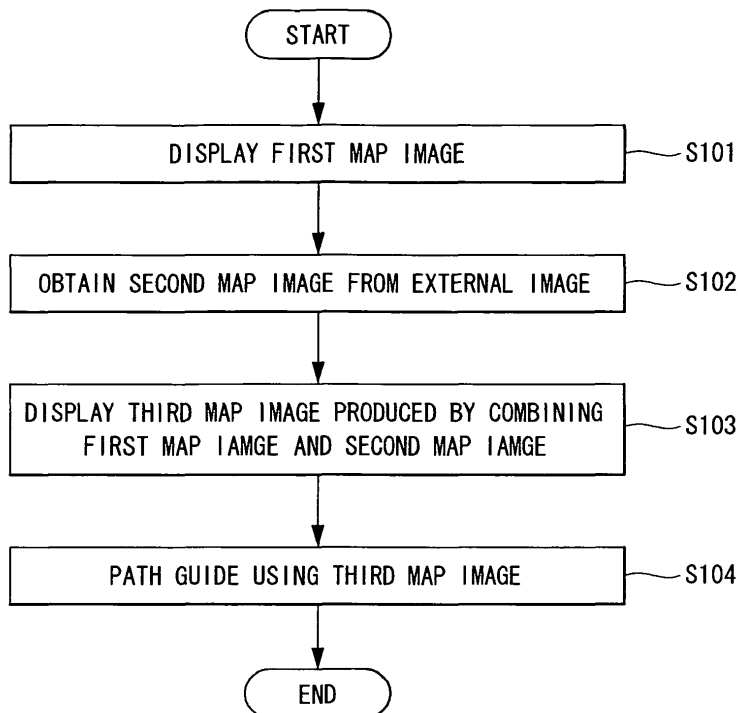 START
DISPLAY FIRST MAP IMAGE
S101
OBTAIN SECOND MAP IMAGE FROM EXTERNAL IMAGE
S102
DISPLAY THIRD MAP IMAGE PRODUCED BY COMBINING
FIRST MAP IAMGE AND SECOND MAP IAMGE
S103
PATH GUIDE USING THIRD MAP IMAGE
S104
END